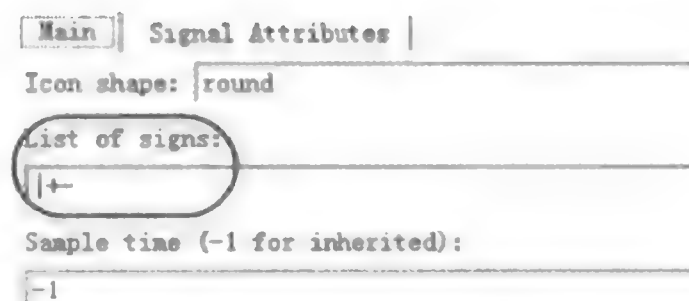 Main Signal Attributes
Icon shape: round
List of signs:
|+-
Sample time (-1 for inherited):
-1